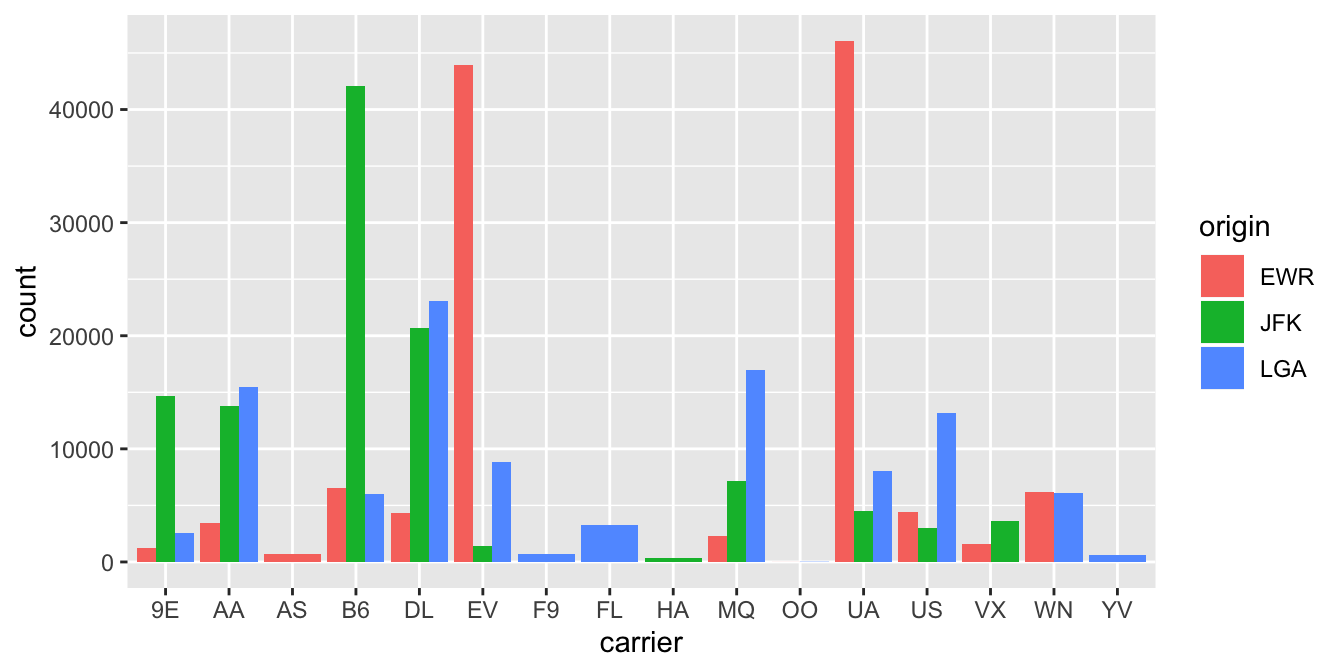 count
40000
30000
20000
10000
0
9E AA AS B6 DL EV F9 FL HA MQ OO UA US VX WN YV
carrier
origin
EWR
JFK
LGA